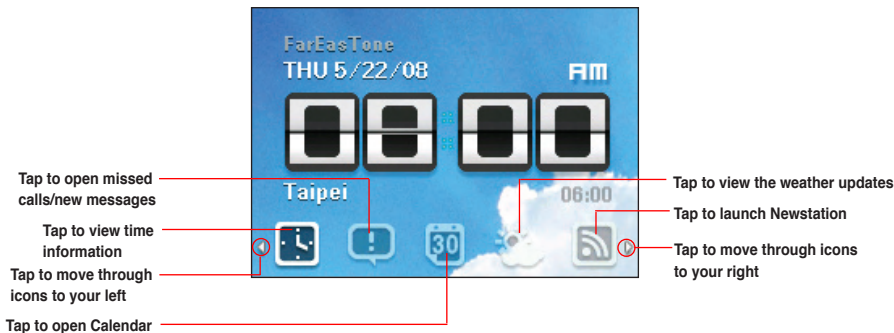 FarEasTone
THU 5/22/08
AM
08:00
Taipei
06:00
30
Tap to open missed
calls/new messages
Tap to view time
information
Tap to move through
icons to your left
Tap to open Calendar
Tap to view the weather updates
Tap to launch Newstation
Tap to move through icons
to your right